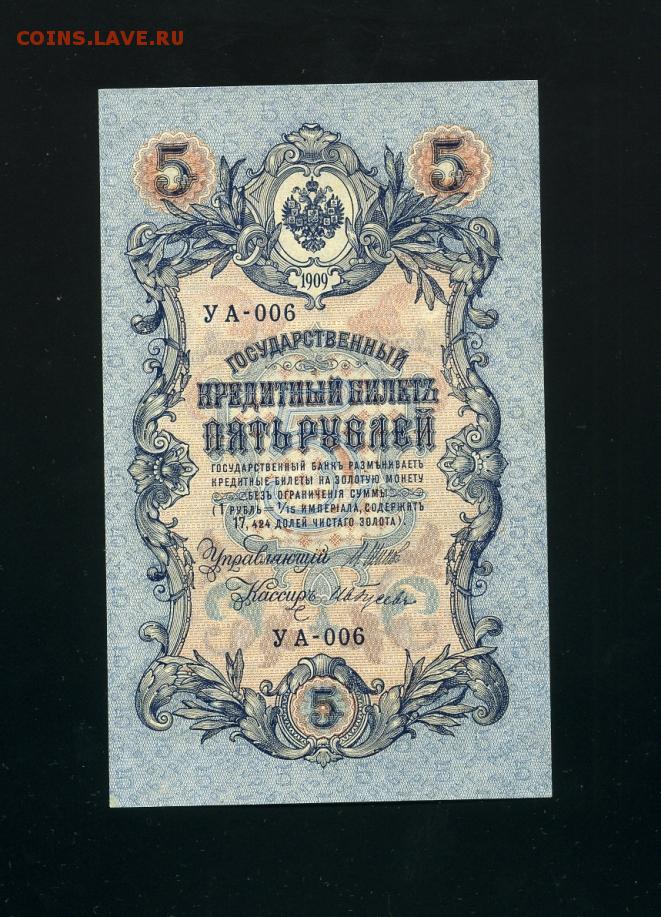 COINS.LAVE.RU
5 5
1909
УА-006
ГОСУДАРСТВЕННЫЙ
КРЕДИТНЫЙ БИЛЕТЪ
ПЯТЬ РУБЛЕЙ
ГОСУДАРСТВЕННЫЙ БАНКЪ РАЗМѢНИВАЕТЪ
КРЕДИТНЫЕ БИЛЕТЫ НА ЗОЛОТУЮ МОНЕТУ
БЕЗЪ ОГРАНИЧЕНІЯ СУММЫ
(1 РУБЛЬ = 1/15 ИМПЕРІАЛА, СОДЕРЖИТЪ
17,424 ДОЛЕЙ ЧИСТАГО ЗОЛОТА).
Управляющій
Кассиръ
УА-006
5